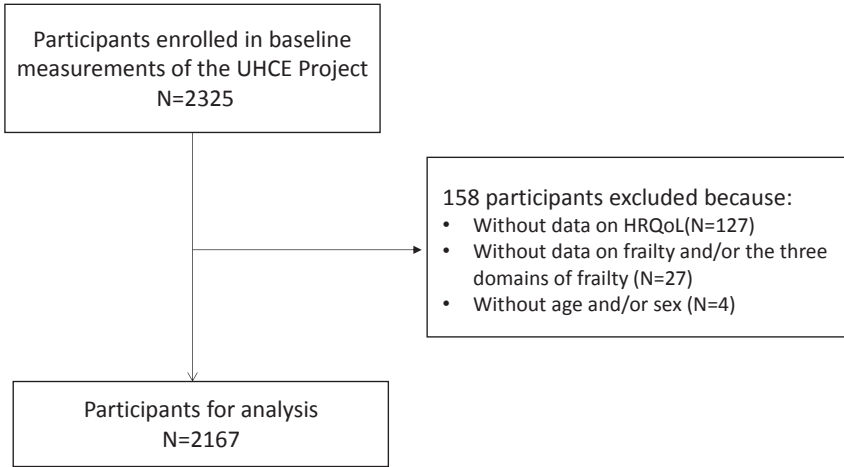 Participants enrolled in baseline
measurements of the UHCE Project
N=2325
158 participants excluded because:
• Without data on HRQoL(N=127)
• Without data on frailty and/or the three
domains of frailty (N=27)
• Without age and/or sex (N=4)
Participants for analysis
N=2167